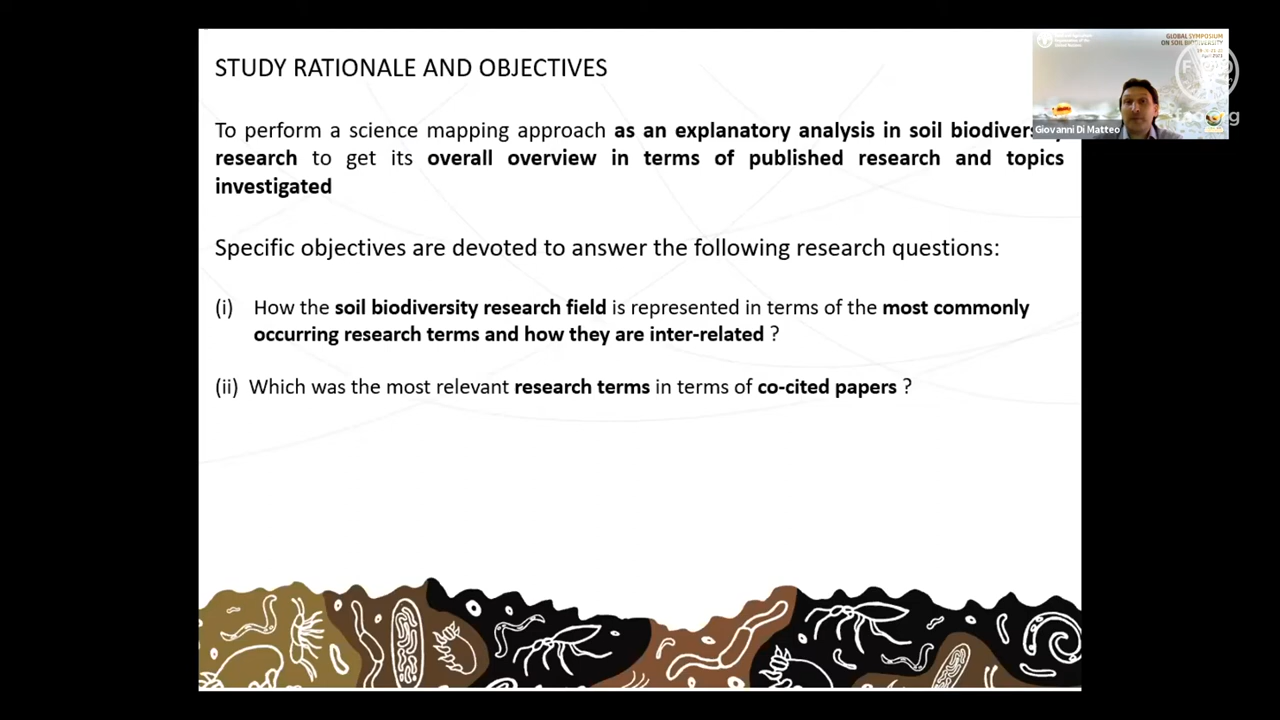 STUDY RATIONALE AND OBJECTIVES
GLOBAL SYMPOSIUM
ON SOIL BIODIVERSITY
To perform a science mapping approach as an explanatory analysis in soil
research to get its overall overview in terms of published research and topics
investigated
Giovanni Di Matteo
Specific objectives are devoted to answer the following research questions:
(i) How the soil biodiversity research field is represented in terms of the most commonly
occurring research terms and how they are inter-related ?
(ii) Which was the most relevant research terms in terms of co-cited papers ?